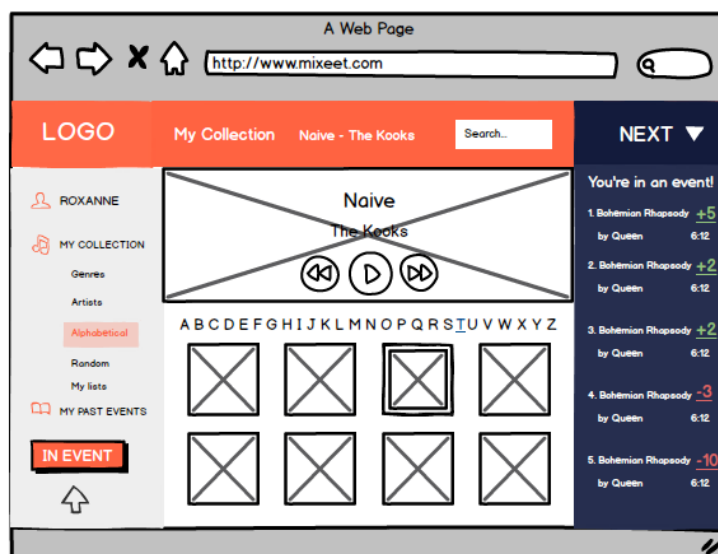 A Web Page
http://www.mixeet.com
LOGO
My Collection
Naive - The Kooks
Search...
NEXT
ROXANNE
MY COLLECTION
Genres
Artists
Alphabetical
Random
My lists
MY PAST EVENTS
IN EVENT
Naive
The Kooks
A B C D E F G H I J K L M N O P Q R S T U V W X Y Z
You're in an event!
1. Bohemian Rhapsody +5
by Queen 6:12
2. Bohemian Rhapsody +2
by Queen 6:12
3. Bohemian Rhapsody +2
by Queen 6:12
4. Bohemian Rhapsody -3
by Queen 6:12
5. Bohemian Rhapsody -10
by Queen 6:12